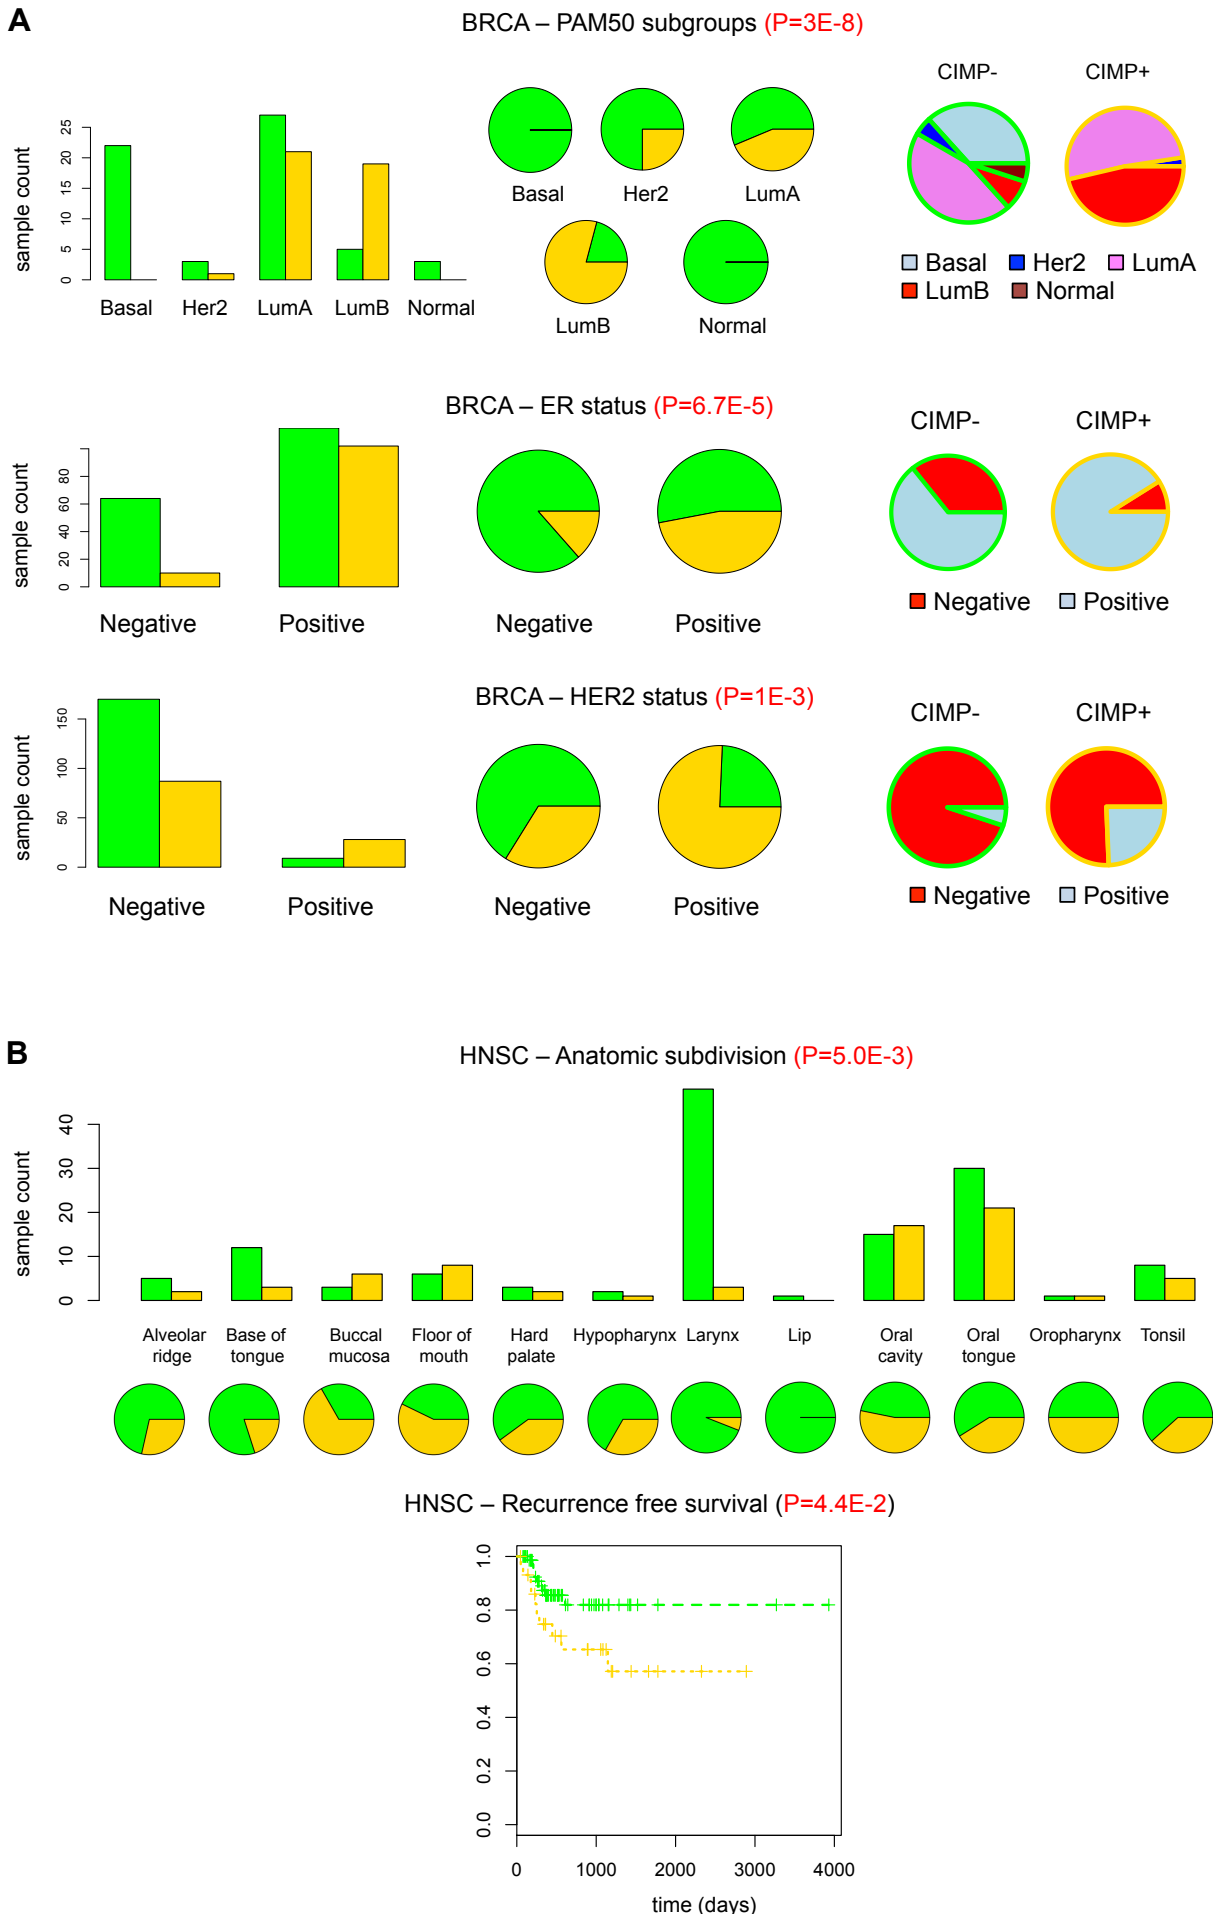 A
BRCA – PAM50 subgroups (P=3E-8)
CIMP-
CIMP+
sample count
0
5
10
15
20
25
Basal
Her2
LumA
LumB
Normal
Basal
Her2
LumA
LumB
Normal
Basal Her2 LumA
LumB Normal
BRCA – ER status (P=6.7E-5)
CIMP-
CIMP+
sample count
0
20
40
60
80
Negative
Positive
Negative
Positive
Negative Positive
BRCA – HER2 status (P=1E-3)
CIMP-
CIMP+
sample count
0
50
100
150
Negative
Positive
Negative
Positive
Negative Positive
B
HNSC – Anatomic subdivision (P=5.0E-3)
sample count
0
10
20
30
40
Alveolar
ridge
Base of
tongue
Buccal
mucosa
Floor of
mouth
Hard
palate
Hypopharynx
Larynx
Lip
Oral
cavity
Oral
tongue
Oropharynx
Tonsil
HNSC – Recurrence free survival (P=4.4E-2)
0.0
0.2
0.4
0.6
0.8
1.0
0
1000
2000
3000
4000
time (days)